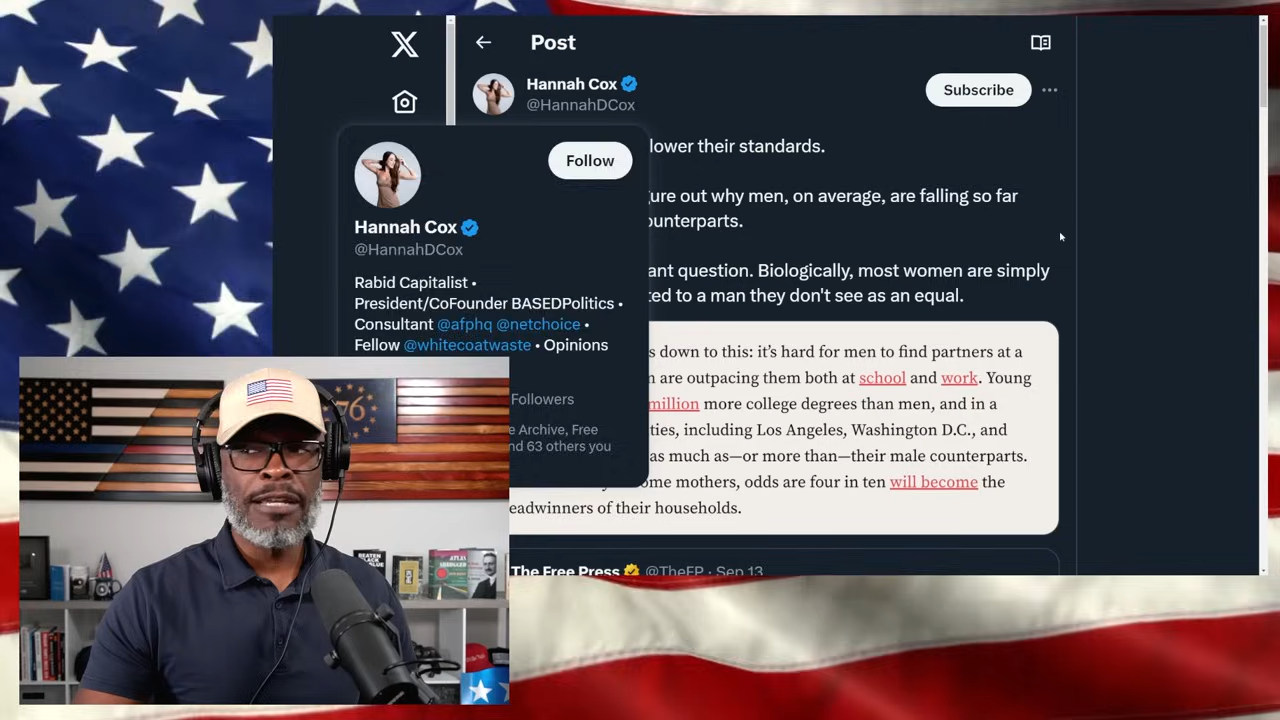 Post
Hannah Cox
@HannahDCox
Subscribe
lower their standards.
ure out why men, on average, are falling so far
ounterparts.
ant question. Biologically, most women are simply
ted to a man they don't see as an equal.
Follow
Hannah Cox
@HannahDCox
Rabid Capitalist •
President/CoFounder BASEDPolitics •
Consultant @afphq @netchoice •
Fellow @whitecoatwaste • Opinions
Followers
e Archive, Free
nd 63 others you
s down to this: it's hard for men to find partners at a
n are outpacing them both at school and work. Young
million more college degrees than men, and in a
ties, including Los Angeles, Washington D.C., and
as much as—or more than—their male counterparts.
ome mothers, odds are four in ten will become the
eadwinners of their households.
The Free Press @TheFP · Sep 13
76